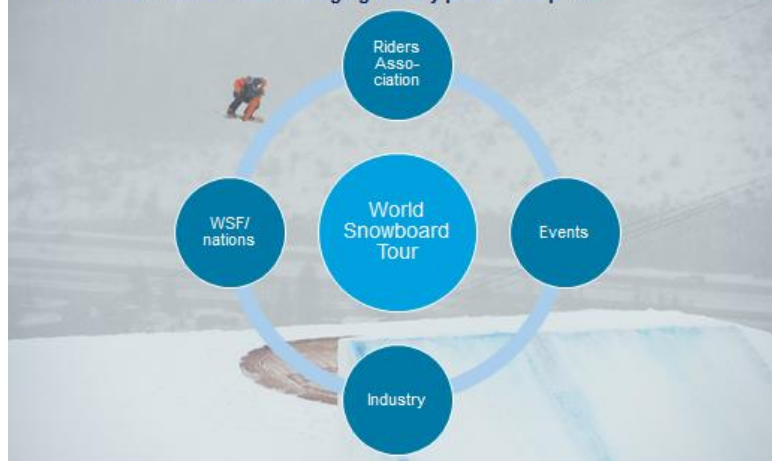 Riders
Asso-
ciation
WSF/
nations
World
Snowboard
Tour
Events
Industry